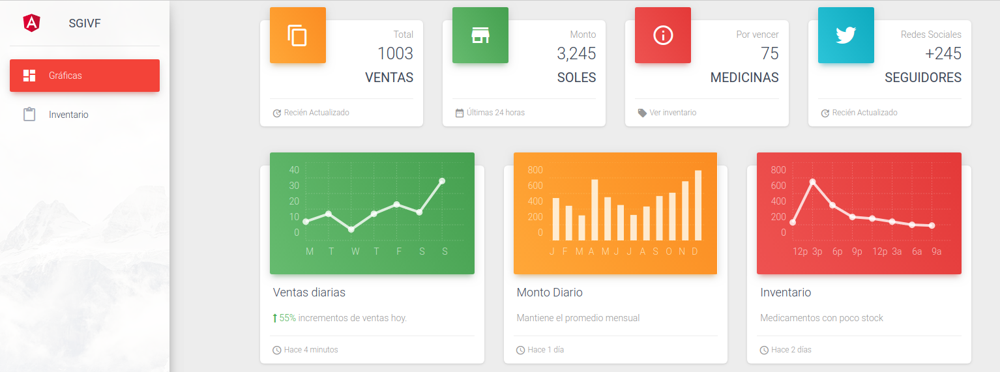 SGIVF
Gráficas
Inventario
Total
1003
VENTAS
Recién Actualizado
Monto
3,245
SOLES
Últimas 24 horas
Por vencer
75
MEDICINAS
Ver inventario
Redes Sociales
+245
SEGUIDORES
Recién Actualizado
40
30
20
10
0
M T W T F S S
Ventas diarias
55% incrementos de ventas hoy.
Hace 4 minutos
800
600
400
200
0
J F M A M J J A S O N D
Monto Diario
Mantiene el promedio mensual
Hace 1 día
800
600
400
200
0
12p 3p 6p 9p 12p 3a 6a 9a
Inventario
Medicamentos con poco stock
Hace 2 días